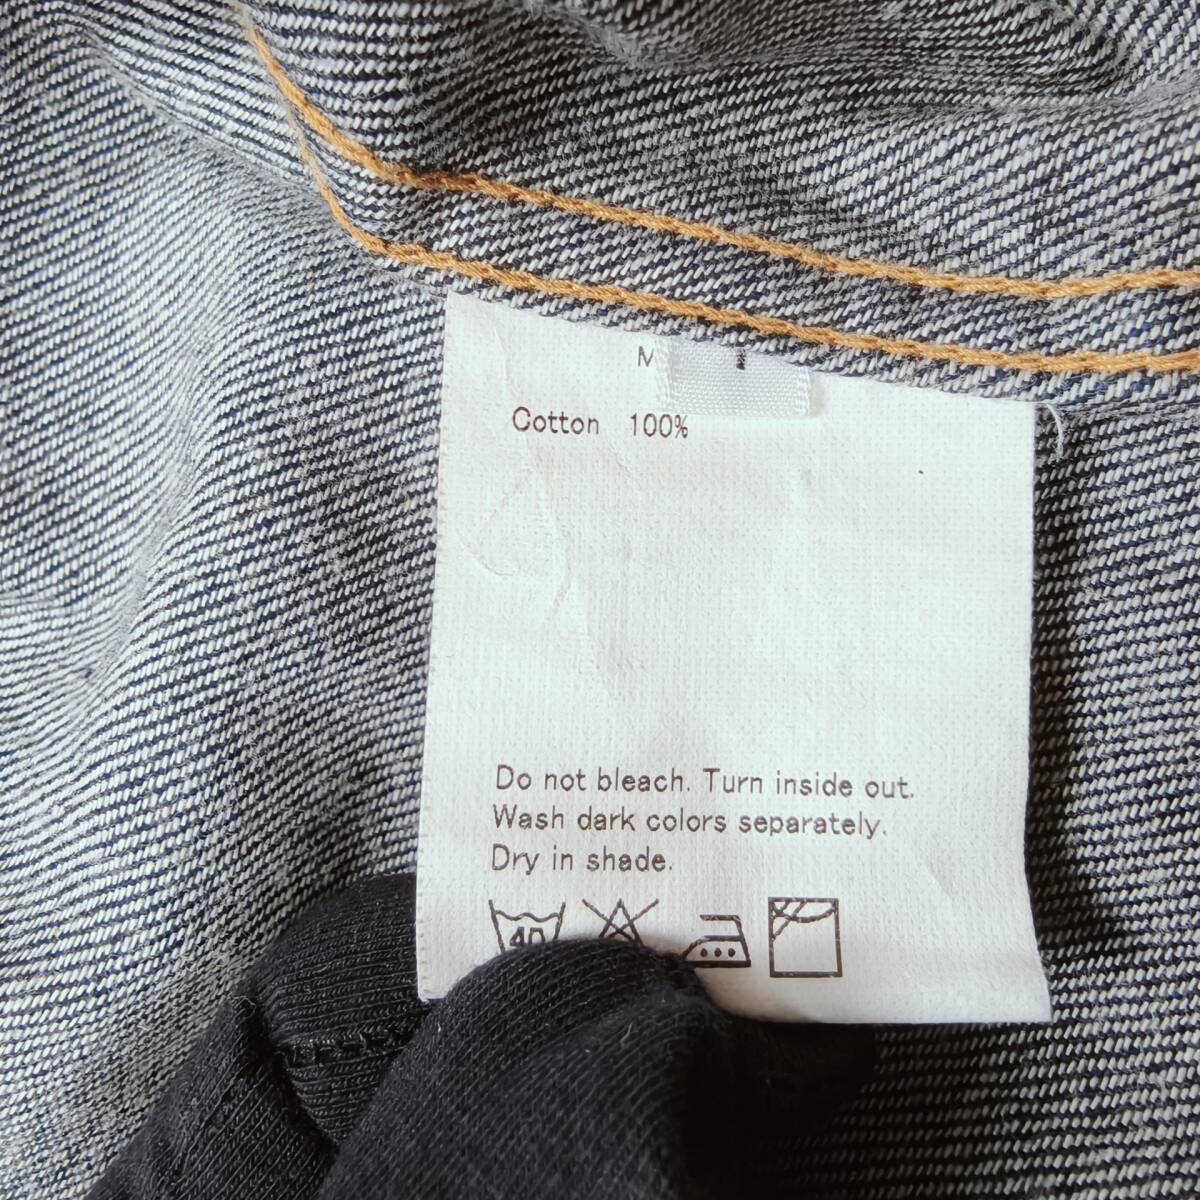 M
Cotton 100%
Do not bleach. Turn inside out.
Wash dark colors separately.
Dry in shade.
40